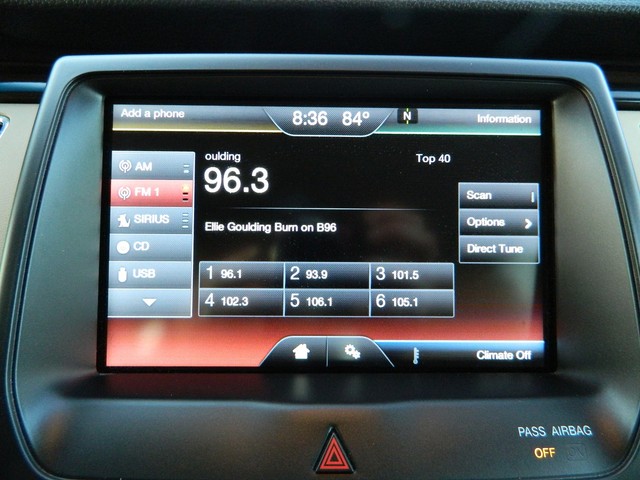 Add a phone
8:36 84º N
Information
AM
FM 1
SIRIUS
CD
USB
oulding
96.3
Top 40
Ellie Goulding Burn on B96
1 96.1
2 93.9
3 101.5
4 102.3
5 106.1
6 105.1
Scan
Options
Direct Tune
Climate Off
PASS AIRBAG
OFF